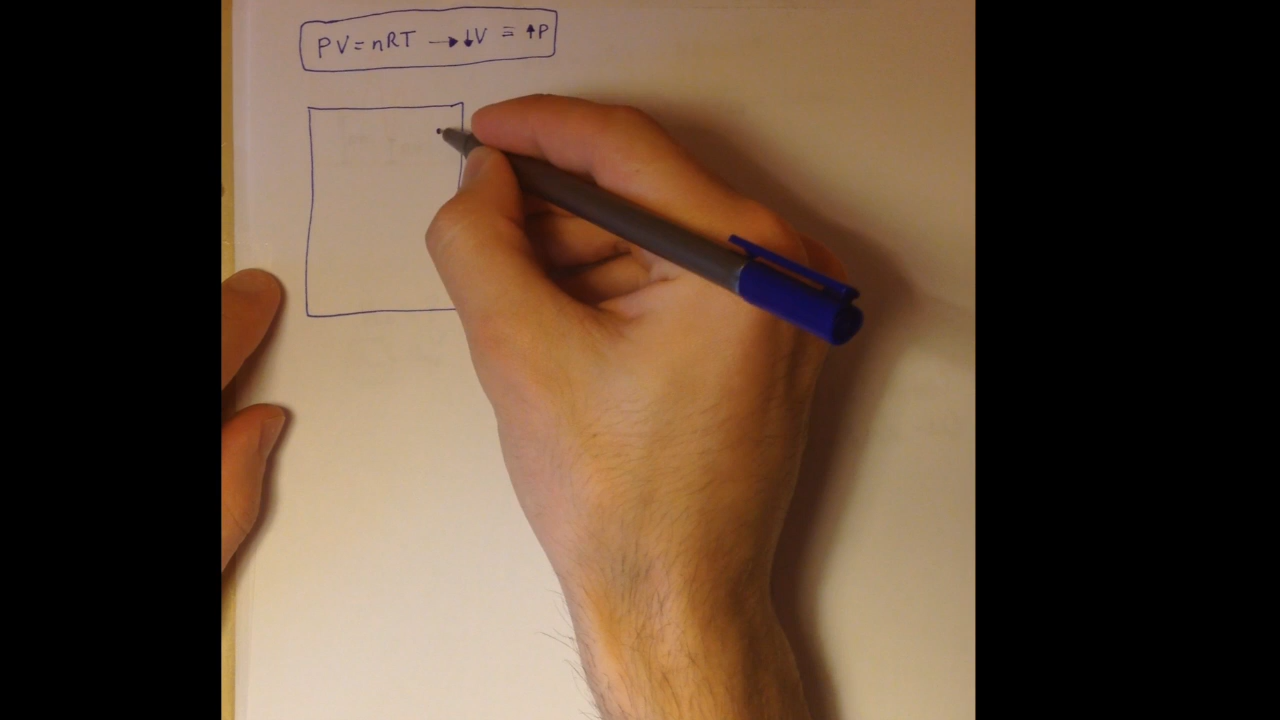 PV=nRT → ↓V ≡ ↑P